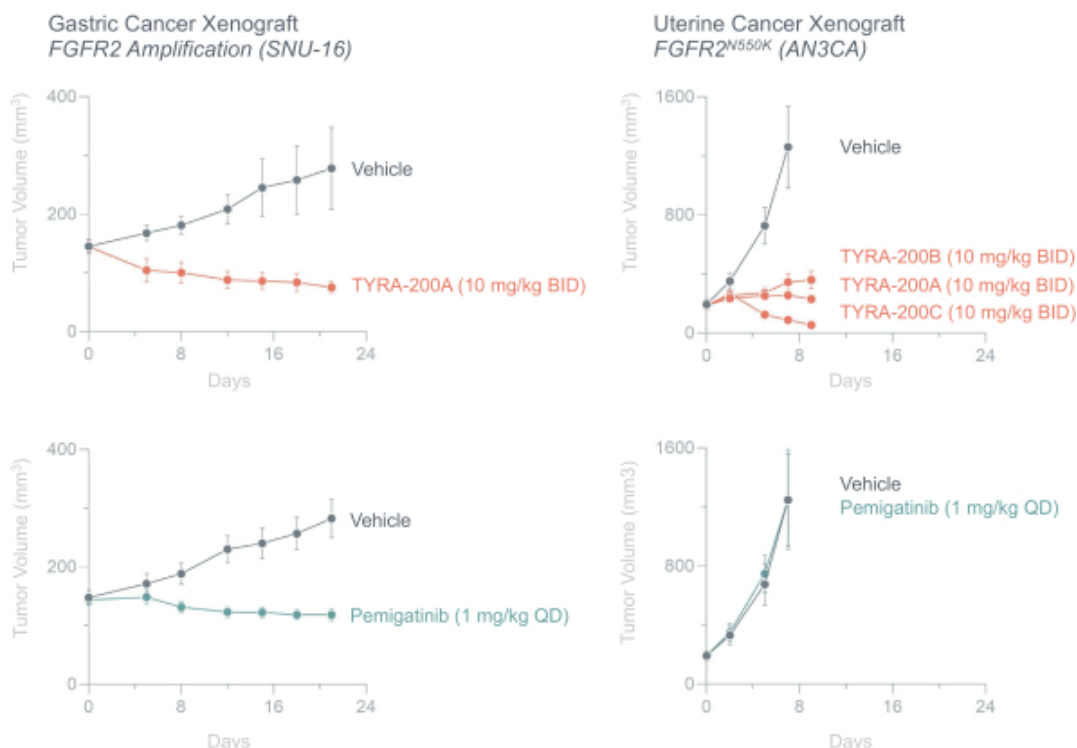 Gastric Cancer Xenograft
FGFR2 Amplification (SNU-16)
Tumor Volume (mm³)
400
200
0
Vehicle
TYRA-200A (10 mg/kg BID)
0 8 16 24
Days
Uterine Cancer Xenograft
FGFR2ᴺ⁵⁵⁰ᴷ (AN3CA)
Tumor Volume (mm³)
1600
800
0
Vehicle
TYRA-200B (10 mg/kg BID)
TYRA-200A (10 mg/kg BID)
TYRA-200C (10 mg/kg BID)
0 8 16 24
Days
Tumor Volume (mm³)
400
200
0
Vehicle
Pemigatinib (1 mg/kg QD)
0 8 16 24
Days
Tumor Volume (mm3)
1600
800
0
Vehicle
Pemigatinib (1 mg/kg QD)
0 8 16 24
Days